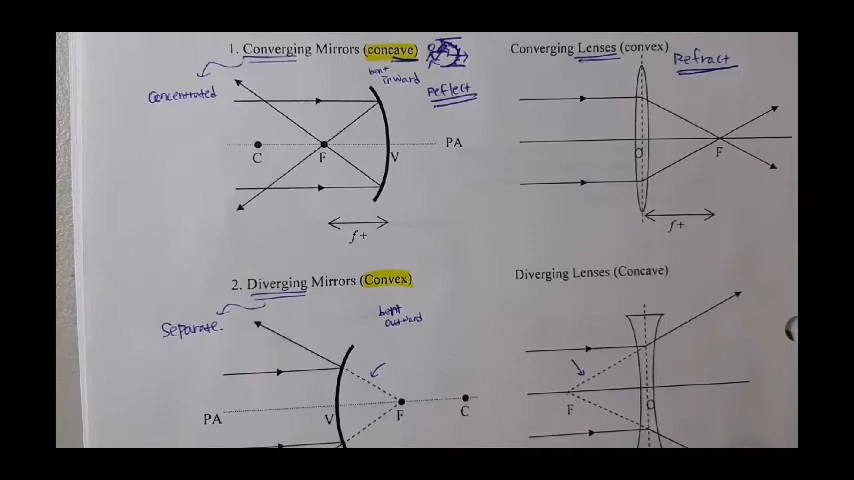 1. Converging Mirrors (concave)
Converging Lenses (convex)
Refract
bent
Inward
Reflect
Concentrated
C
F
V
PA
O
F
f+
f+
2. Diverging Mirrors (Convex)
Diverging Lenses (Concave)
Separate.
bent
outward
PA
V
F
C
F
O